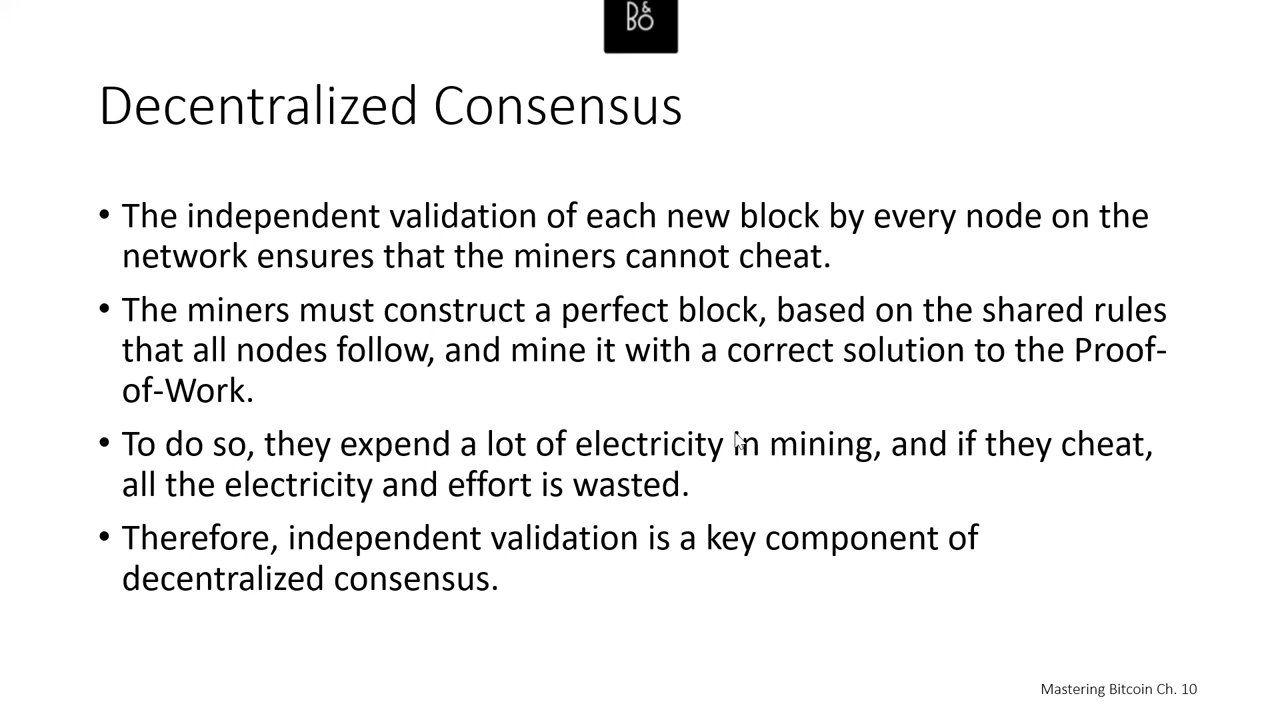 B&O
Decentralized Consensus
• The independent validation of each new block by every node on the
network ensures that the miners cannot cheat.
• The miners must construct a perfect block, based on the shared rules
that all nodes follow, and mine it with a correct solution to the Proof-
of-Work.
• To do so, they expend a lot of electricity in mining, and if they cheat,
all the electricity and effort is wasted.
• Therefore, independent validation is a key component of
decentralized consensus.
Mastering Bitcoin Ch. 10